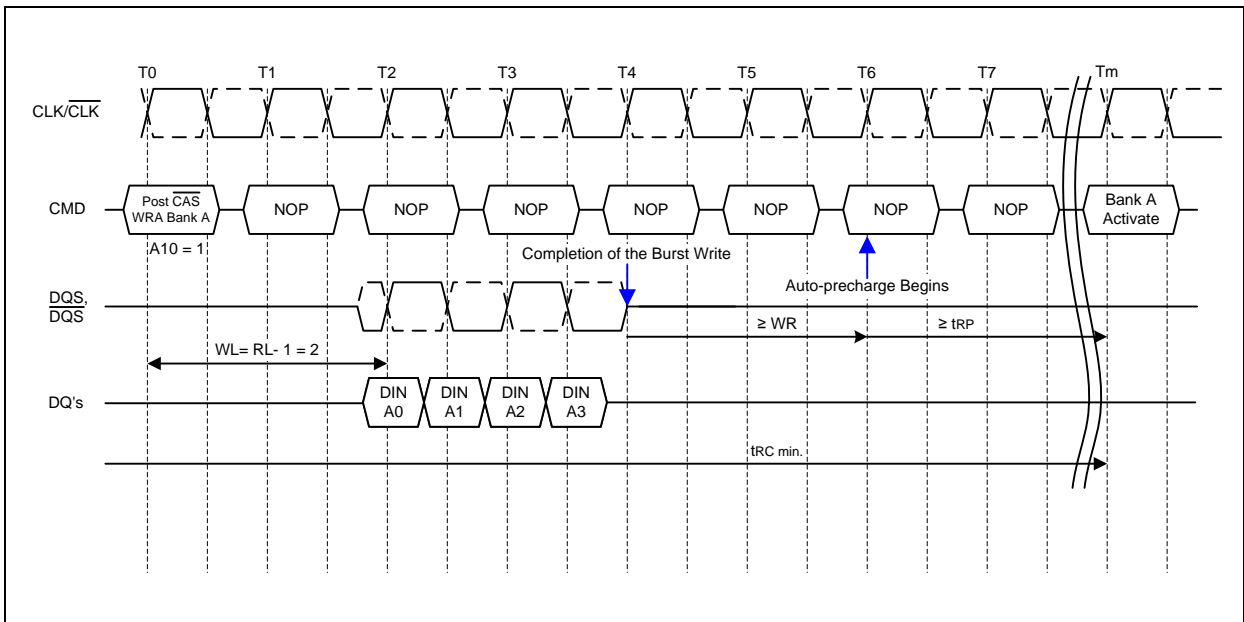 T0 T1 T2 T3 T4 T5 T6 T7 Tm
CLK/CLK
CMD
Post CAS
WRA Bank A
NOP NOP NOP NOP NOP NOP NOP
Bank A
Activate
A10 = 1
Completion of the Burst Write
Auto-precharge Begins
DQS,
DQS
≥ WR
≥ tRP
WL= RL- 1 = 2
DQ's
DIN
A0
DIN
A1
DIN
A2
DIN
A3
tRC min.